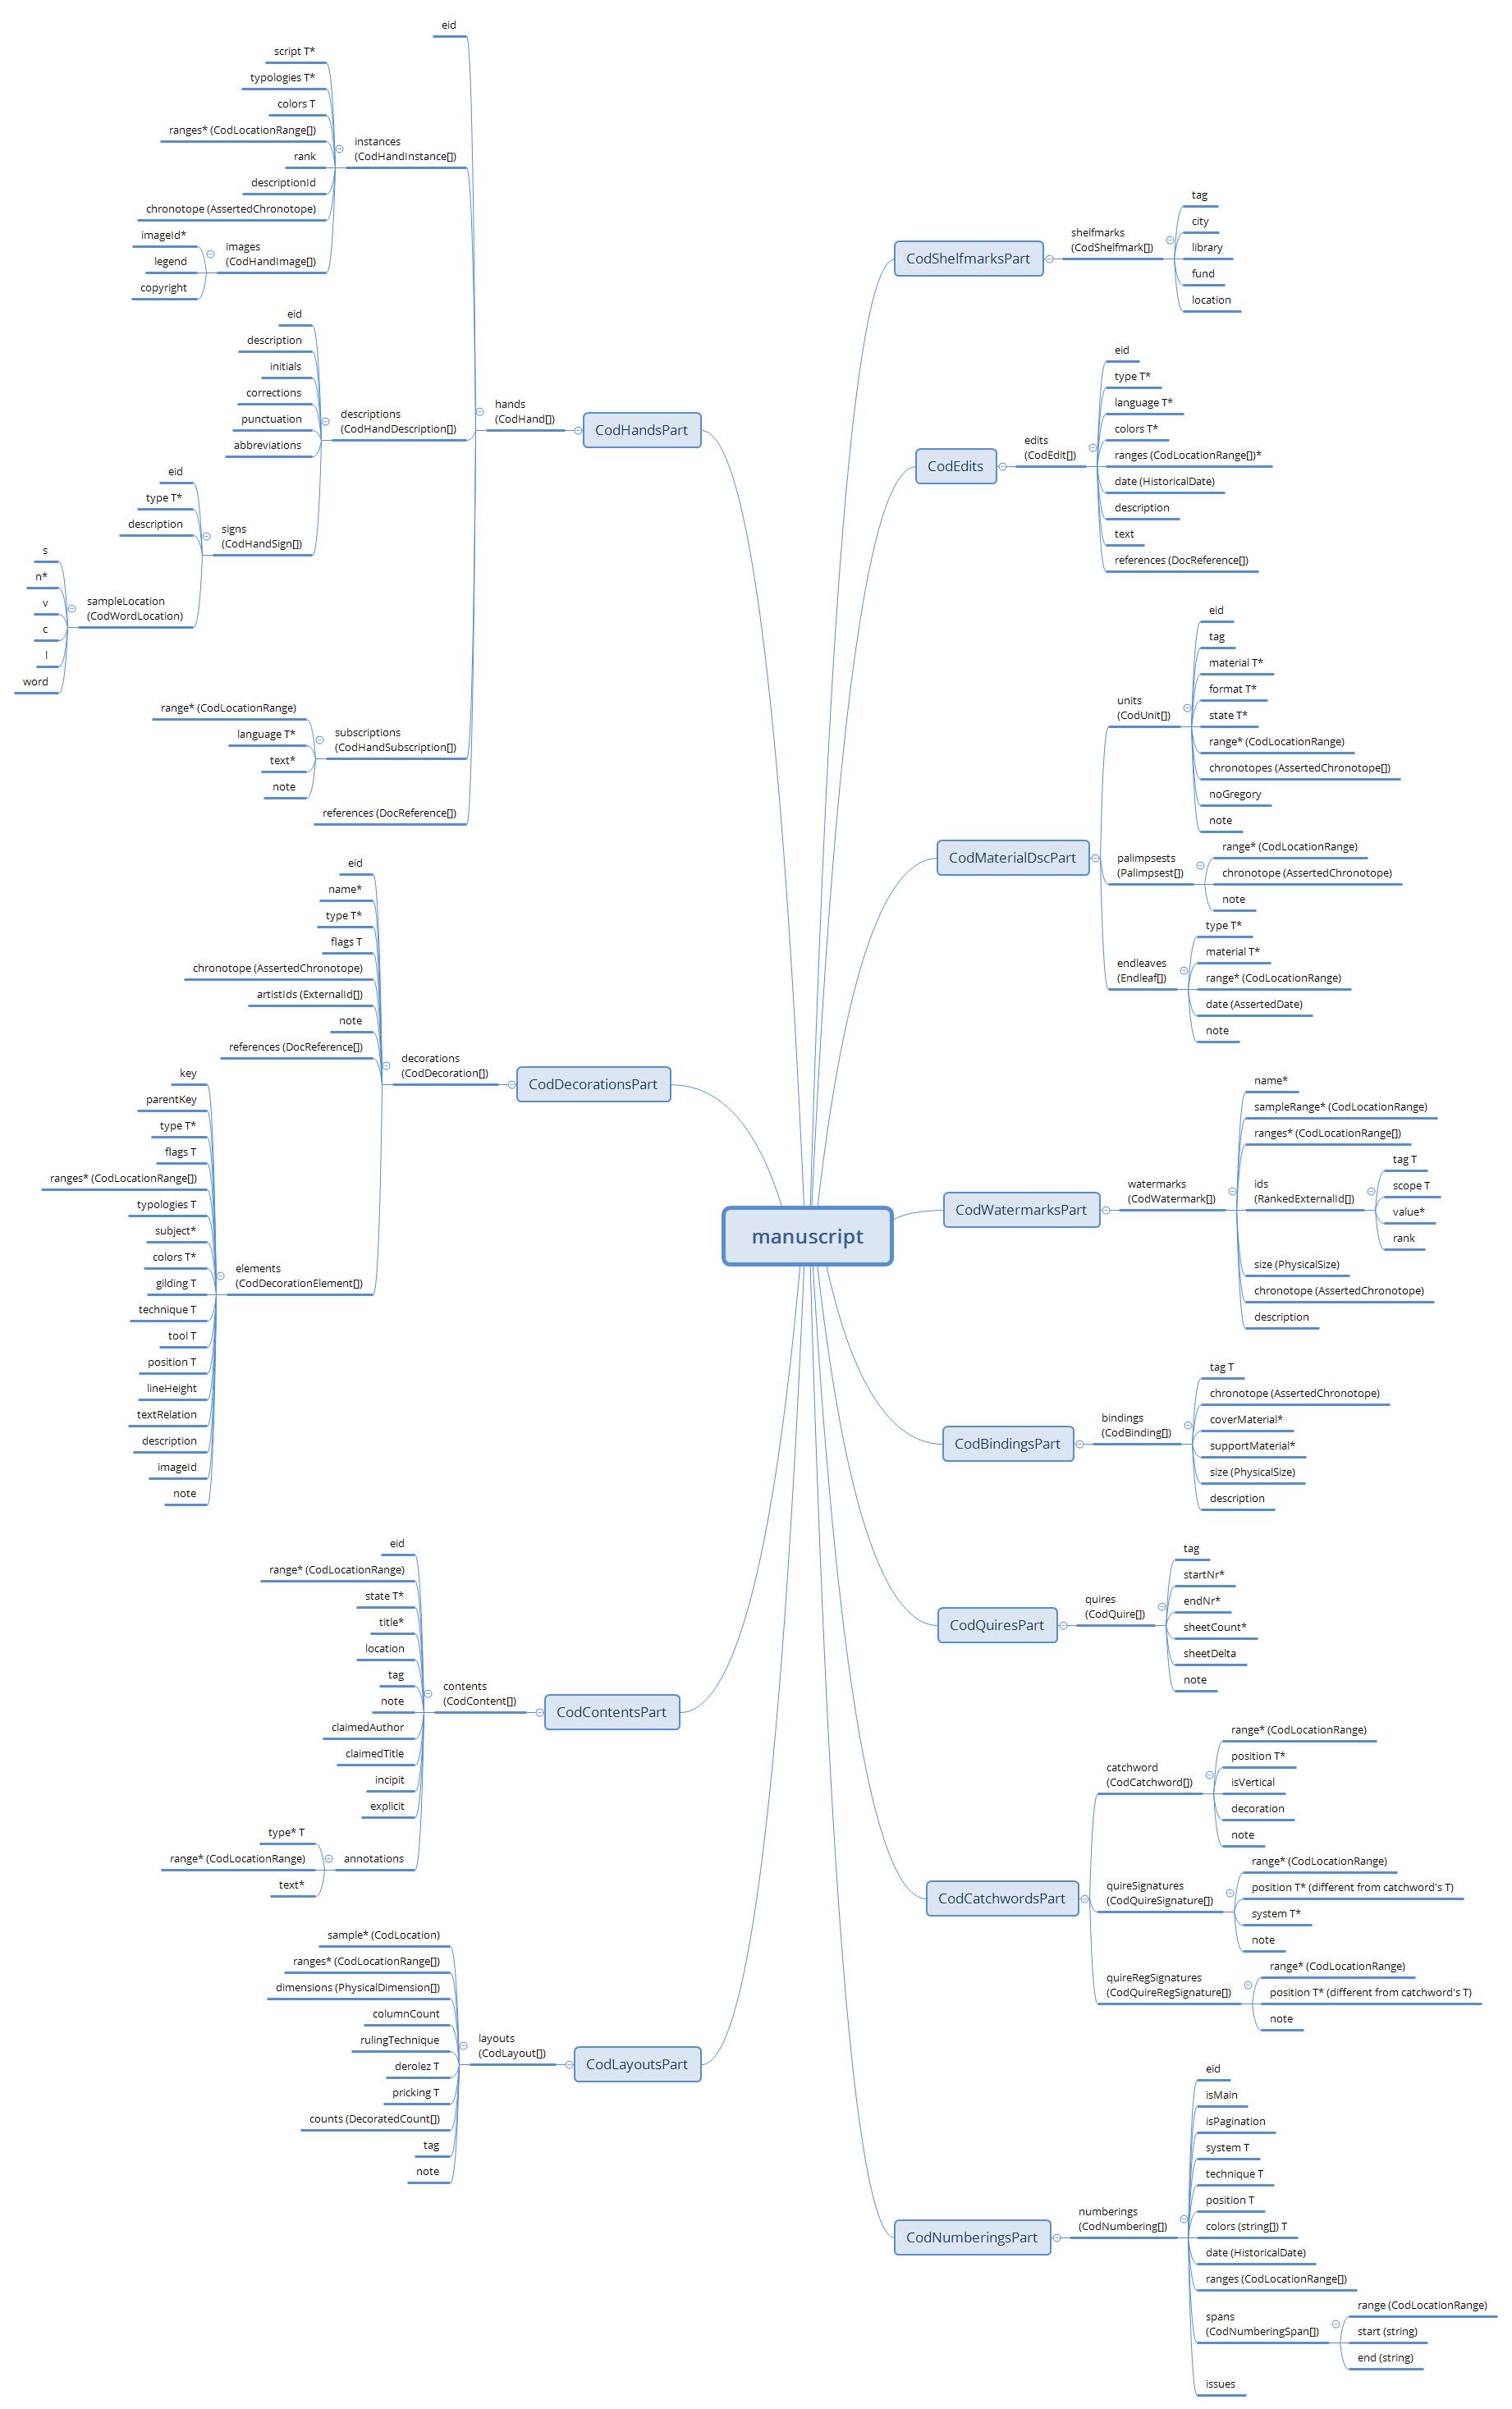 manuscript
CodHandsPart
hands
(CodHand[])
eid
instances
(CodHandInstance[])
script T*
typologies T*
colors T
ranges* (CodLocationRange[])
rank
descriptionId
chronotope (AssertedChronotope)
images
(CodHandImage[])
imageId*
legend
copyright
descriptions
(CodHandDescription[])
eid
description
initials
corrections
punctuation
abbreviations
signs
(CodHandSign[])
eid
type T*
description
sampleLocation
(CodWordLocation)
s
n*
v
c
l
word
subscriptions
(CodHandSubscription[])
range* (CodLocationRange)
language T*
text*
note
references (DocReference[])
CodDecorationsPart
decorations
(CodDecoration[])
eid
name*
type T*
flags T
chronotope (AssertedChronotope)
artistIds (ExternalId[])
note
references (DocReference[])
elements
(CodDecorationElement[])
key
parentKey
type T*
flags T
ranges* (CodLocationRange[])
typologies T
subject*
colors T*
gilding T
technique T
tool T
position T
lineHeight
textRelation
description
imageId
note
CodContentsPart
contents
(CodContent[])
eid
range* (CodLocationRange)
state T*
title*
location
tag
note
claimedAuthor
claimedTitle
incipit
explicit
annotations
type* T
range* (CodLocationRange)
text*
CodLayoutsPart
layouts
(CodLayout[])
sample* (CodLocation)
ranges* (CodLocationRange[])
dimensions (PhysicalDimension[])
columnCount
rulingTechnique
derolez T
pricking T
counts (DecoratedCount[])
tag
note
CodShelfmarksPart
shelfmarks
(CodShelfmark[])
tag
city
library
fund
location
CodEdits
edits
(CodEdit[])
eid
type T*
language T*
colors T*
ranges (CodLocationRange[])*
date (HistoricalDate)
description
text
references (DocReference[])
CodMaterialDscPart
units
(CodUnit[])
eid
tag
material T*
format T*
state T*
range* (CodLocationRange)
chronotopes (AssertedChronotope[])
noGregory
note
palimpsests
(Palimpsest[])
range* (CodLocationRange)
chronotope (AssertedChronotope)
note
endleaves
(Endleaf[])
type T*
material T*
range* (CodLocationRange)
date (AssertedDate)
note
CodWatermarksPart
watermarks
(CodWatermark[])
name*
sampleRange* (CodLocationRange)
ranges* (CodLocationRange[])
ids
(RankedExternalId[])
tag T
scope T
value*
rank
size (PhysicalSize)
chronotope (AssertedChronotope)
description
CodBindingsPart
bindings
(CodBinding[])
tag T
chronotope (AssertedChronotope)
coverMaterial*
supportMaterial*
size (PhysicalSize)
description
CodQuiresPart
quires
(CodQuire[])
tag
startNr*
endNr*
sheetCount*
sheetDelta
note
CodCatchwordsPart
catchword
(CodCatchword[])
range* (CodLocationRange)
position T*
isVertical
decoration
note
quireSignatures
(CodQuireSignature[])
range* (CodLocationRange)
position T* (different from catchword's T)
system T*
note
quireRegSignatures
(CodQuireRegSignature[])
range* (CodLocationRange)
position T* (different from catchword's T)
note
CodNumberingsPart
numberings
(CodNumbering[])
eid
isMain
isPagination
system T
technique T
position T
colors (string[]) T
date (HistoricalDate)
ranges (CodLocationRange[])
spans
(CodNumberingSpan[])
range (CodLocationRange)
start (string)
end (string)
issues